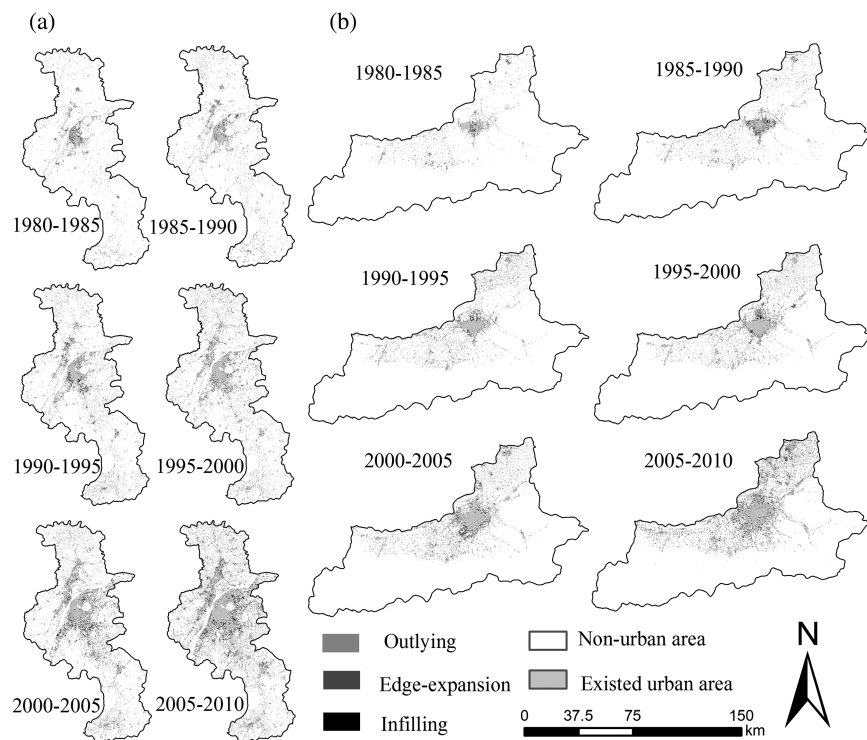 (a) (b)
1980-1985 1985-1990
1980-1985 1985-1990
1990-1995 1995-2000
1990-1995 1995-2000
2000-2005 2005-2010
2000-2005 2005-2010
Outlying Non-urban area N
Edge-expansion Existed urban area
Infilling 0 37.5 75 150
km